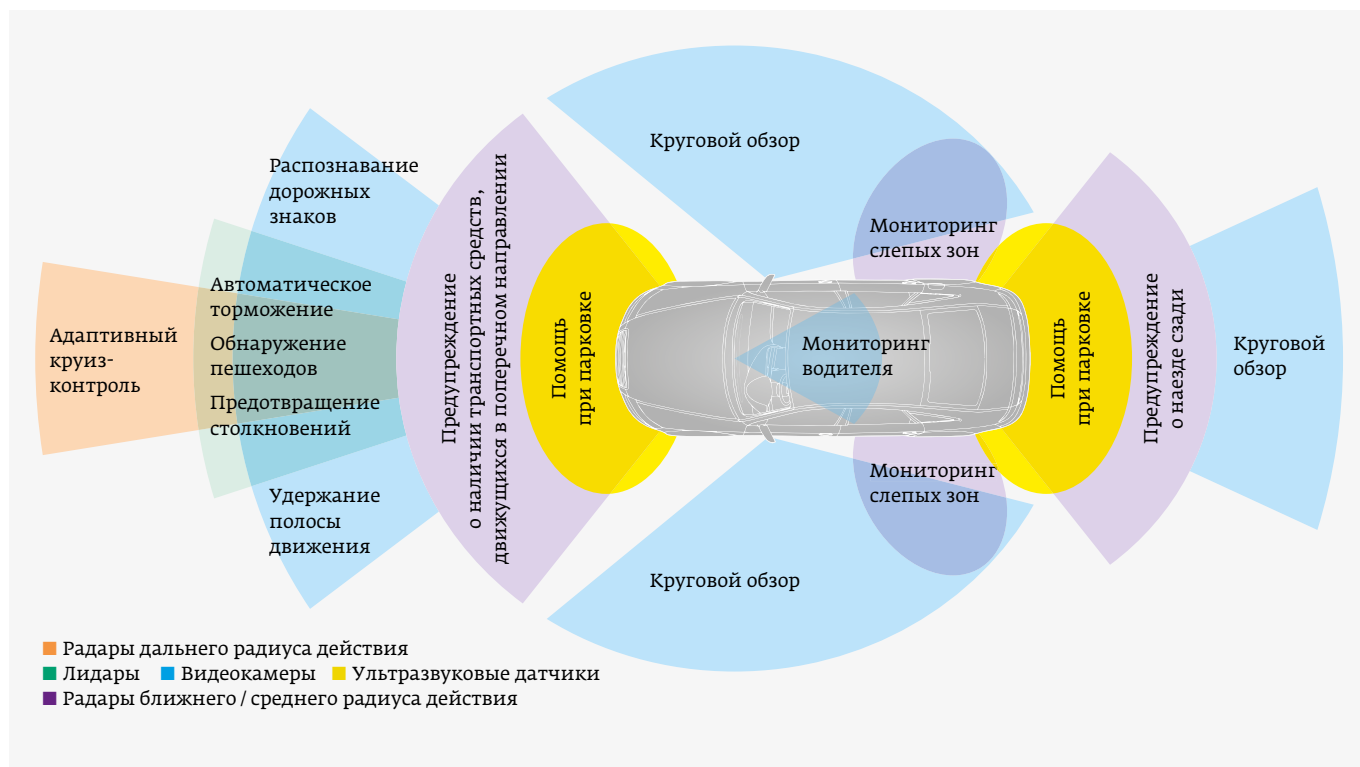 Круговой обзор
Распознавание
дорожных
знаков
Предупреждение
о наличии транспортных средств,
движущихся в поперечном направлении
Мониторинг
слепых зон
Автоматическое
торможение
Адаптивный
круиз-
контроль
Обнаружение
пешеходов
Предотвращение
столкновений
Помощь
при парковке
Мониторинг
водителя
Помощь
при парковке
Предупреждение
о наезде сзади
Круговой
обзор
Мониторинг
слепых зон
Удержание
полосы
движения
Круговой обзор
Радары дальнего радиуса действия
Лидары Видеокамеры Ультразвуковые датчики
Радары ближнего / среднего радиуса действия